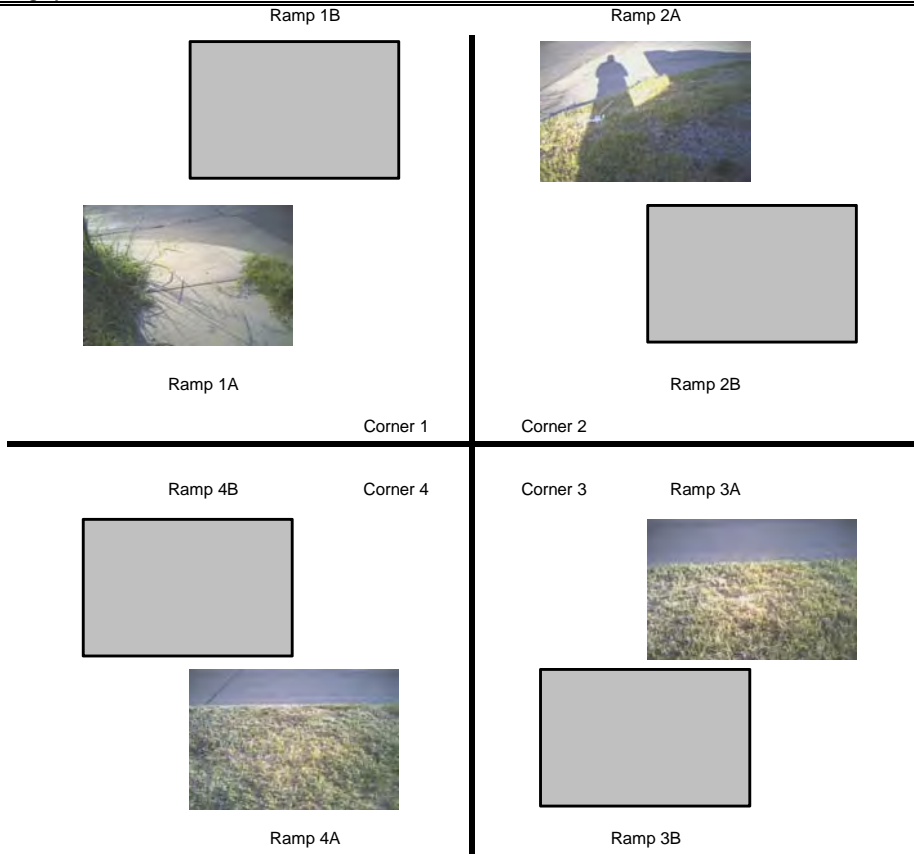 Ramp 1B
Ramp 2A
Ramp 1A
Ramp 2B
Corner 1
Corner 2
Ramp 4B
Corner 4
Corner 3
Ramp 3A
Ramp 4A
Ramp 3B